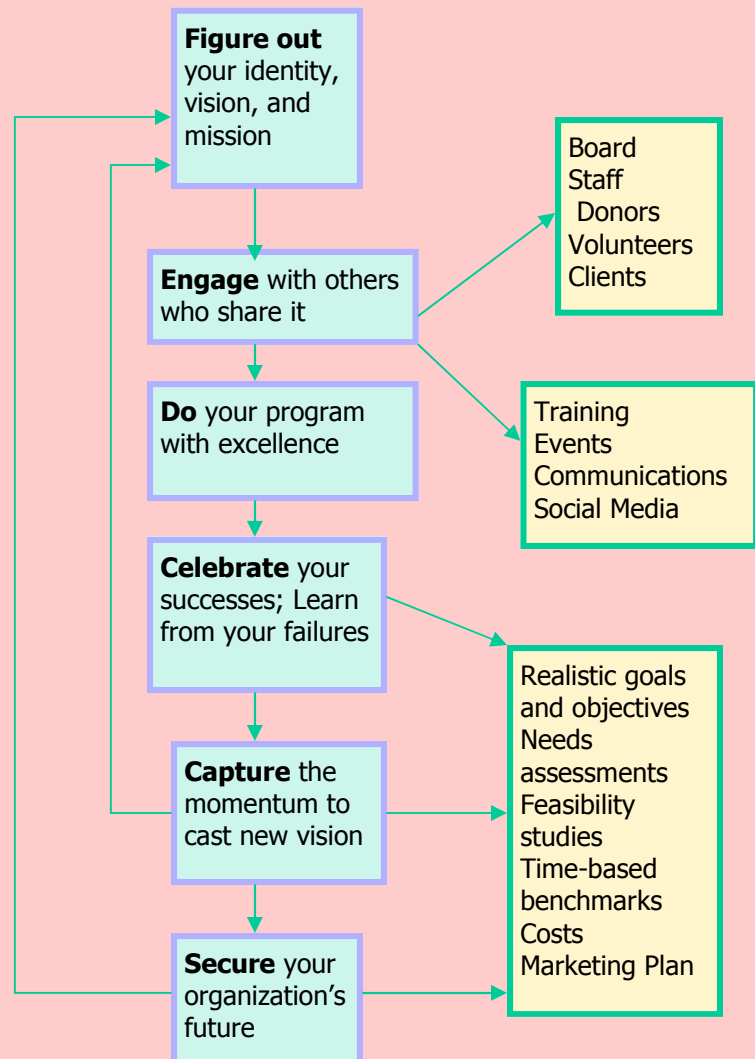 Figure out
your identity,
vision, and
mission
Engage with others
who share it
Board
Staff
Donors
Volunteers
Clients
Do your program
with excellence
Training
Events
Communications
Social Media
Celebrate your
successes; Learn
from your failures
Realistic goals
and objectives
Needs
assessments
Feasibility
studies
Time-based
benchmarks
Costs
Marketing Plan
Capture the
momentum to
cast new vision
Secure your
organization’s
future